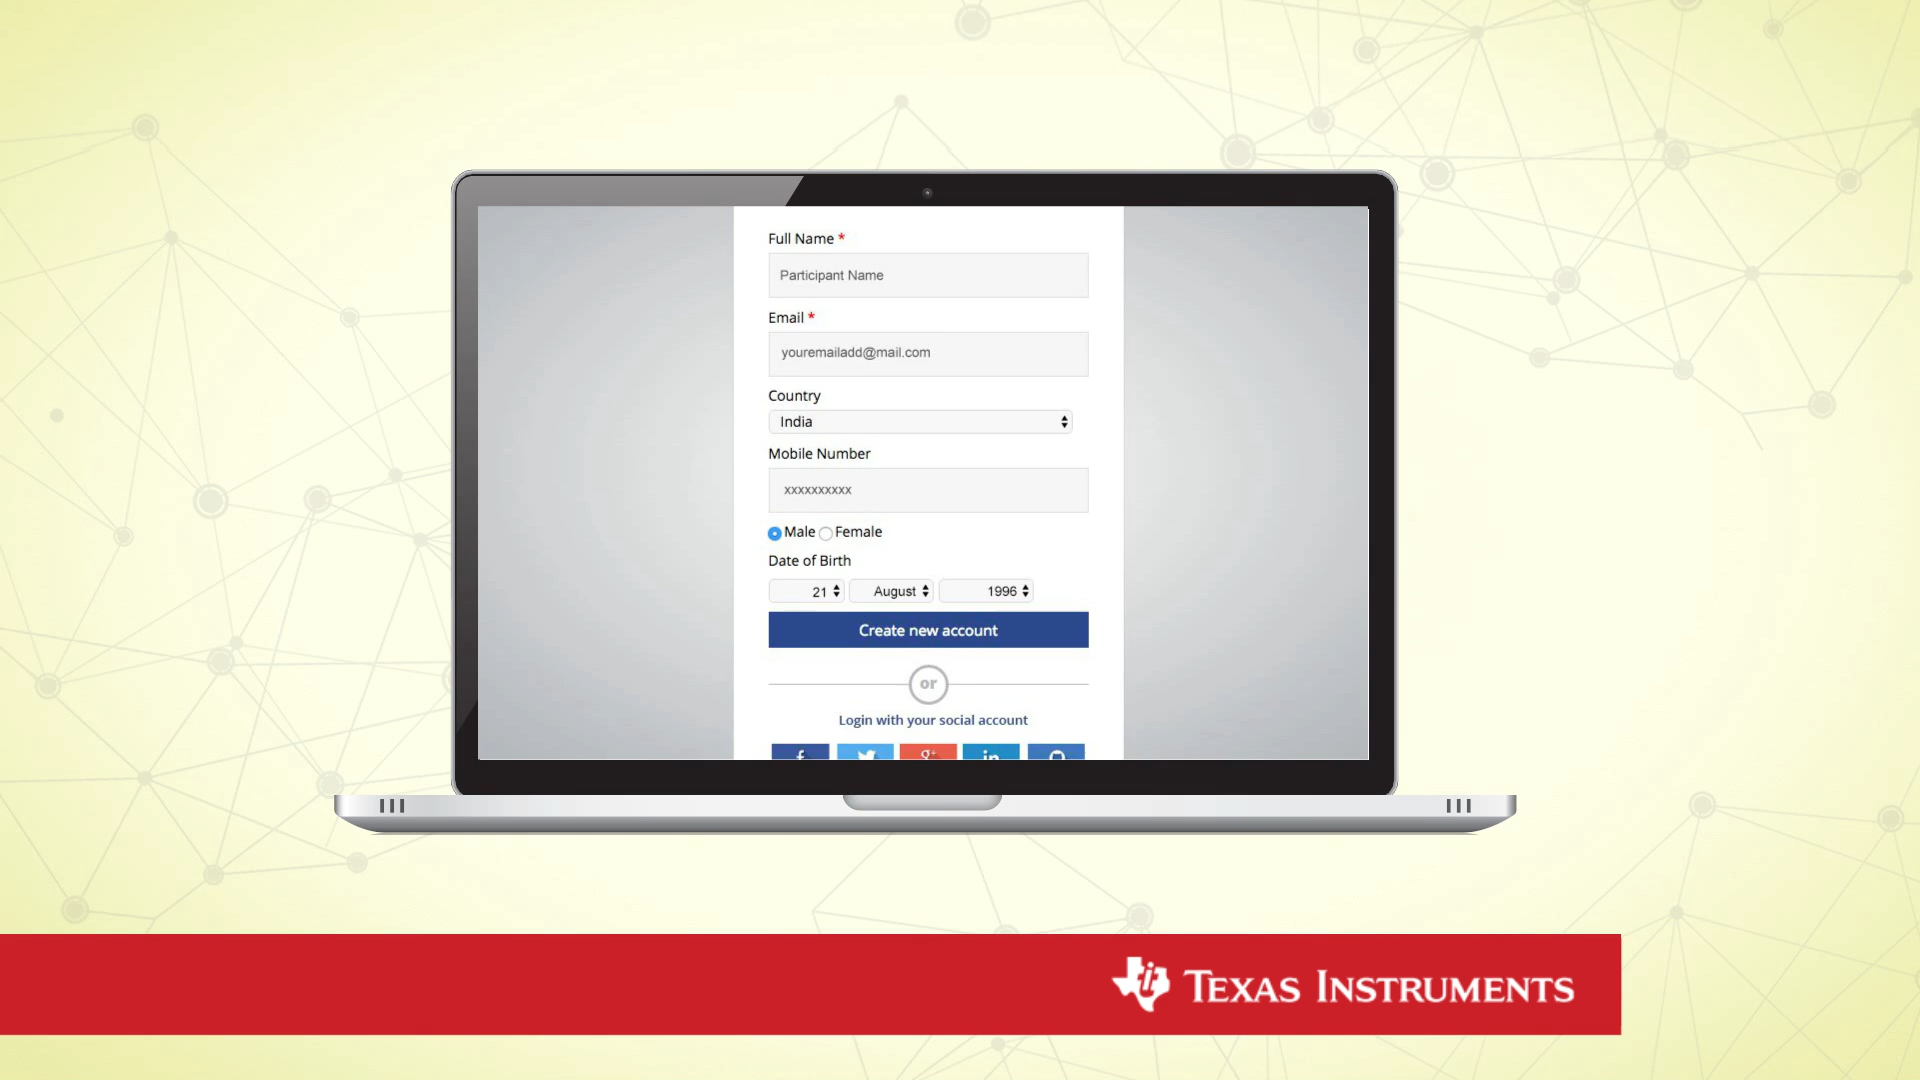 Full Name *
Participant Name
Email *
youremailadd@mail.com
Country
India
Mobile Number
xxxxxxxxxx
Male Female
Date of Birth
21 August 1996
Create new account
or
Login with your social account
f g+ in
TEXAS INSTRUMENTS